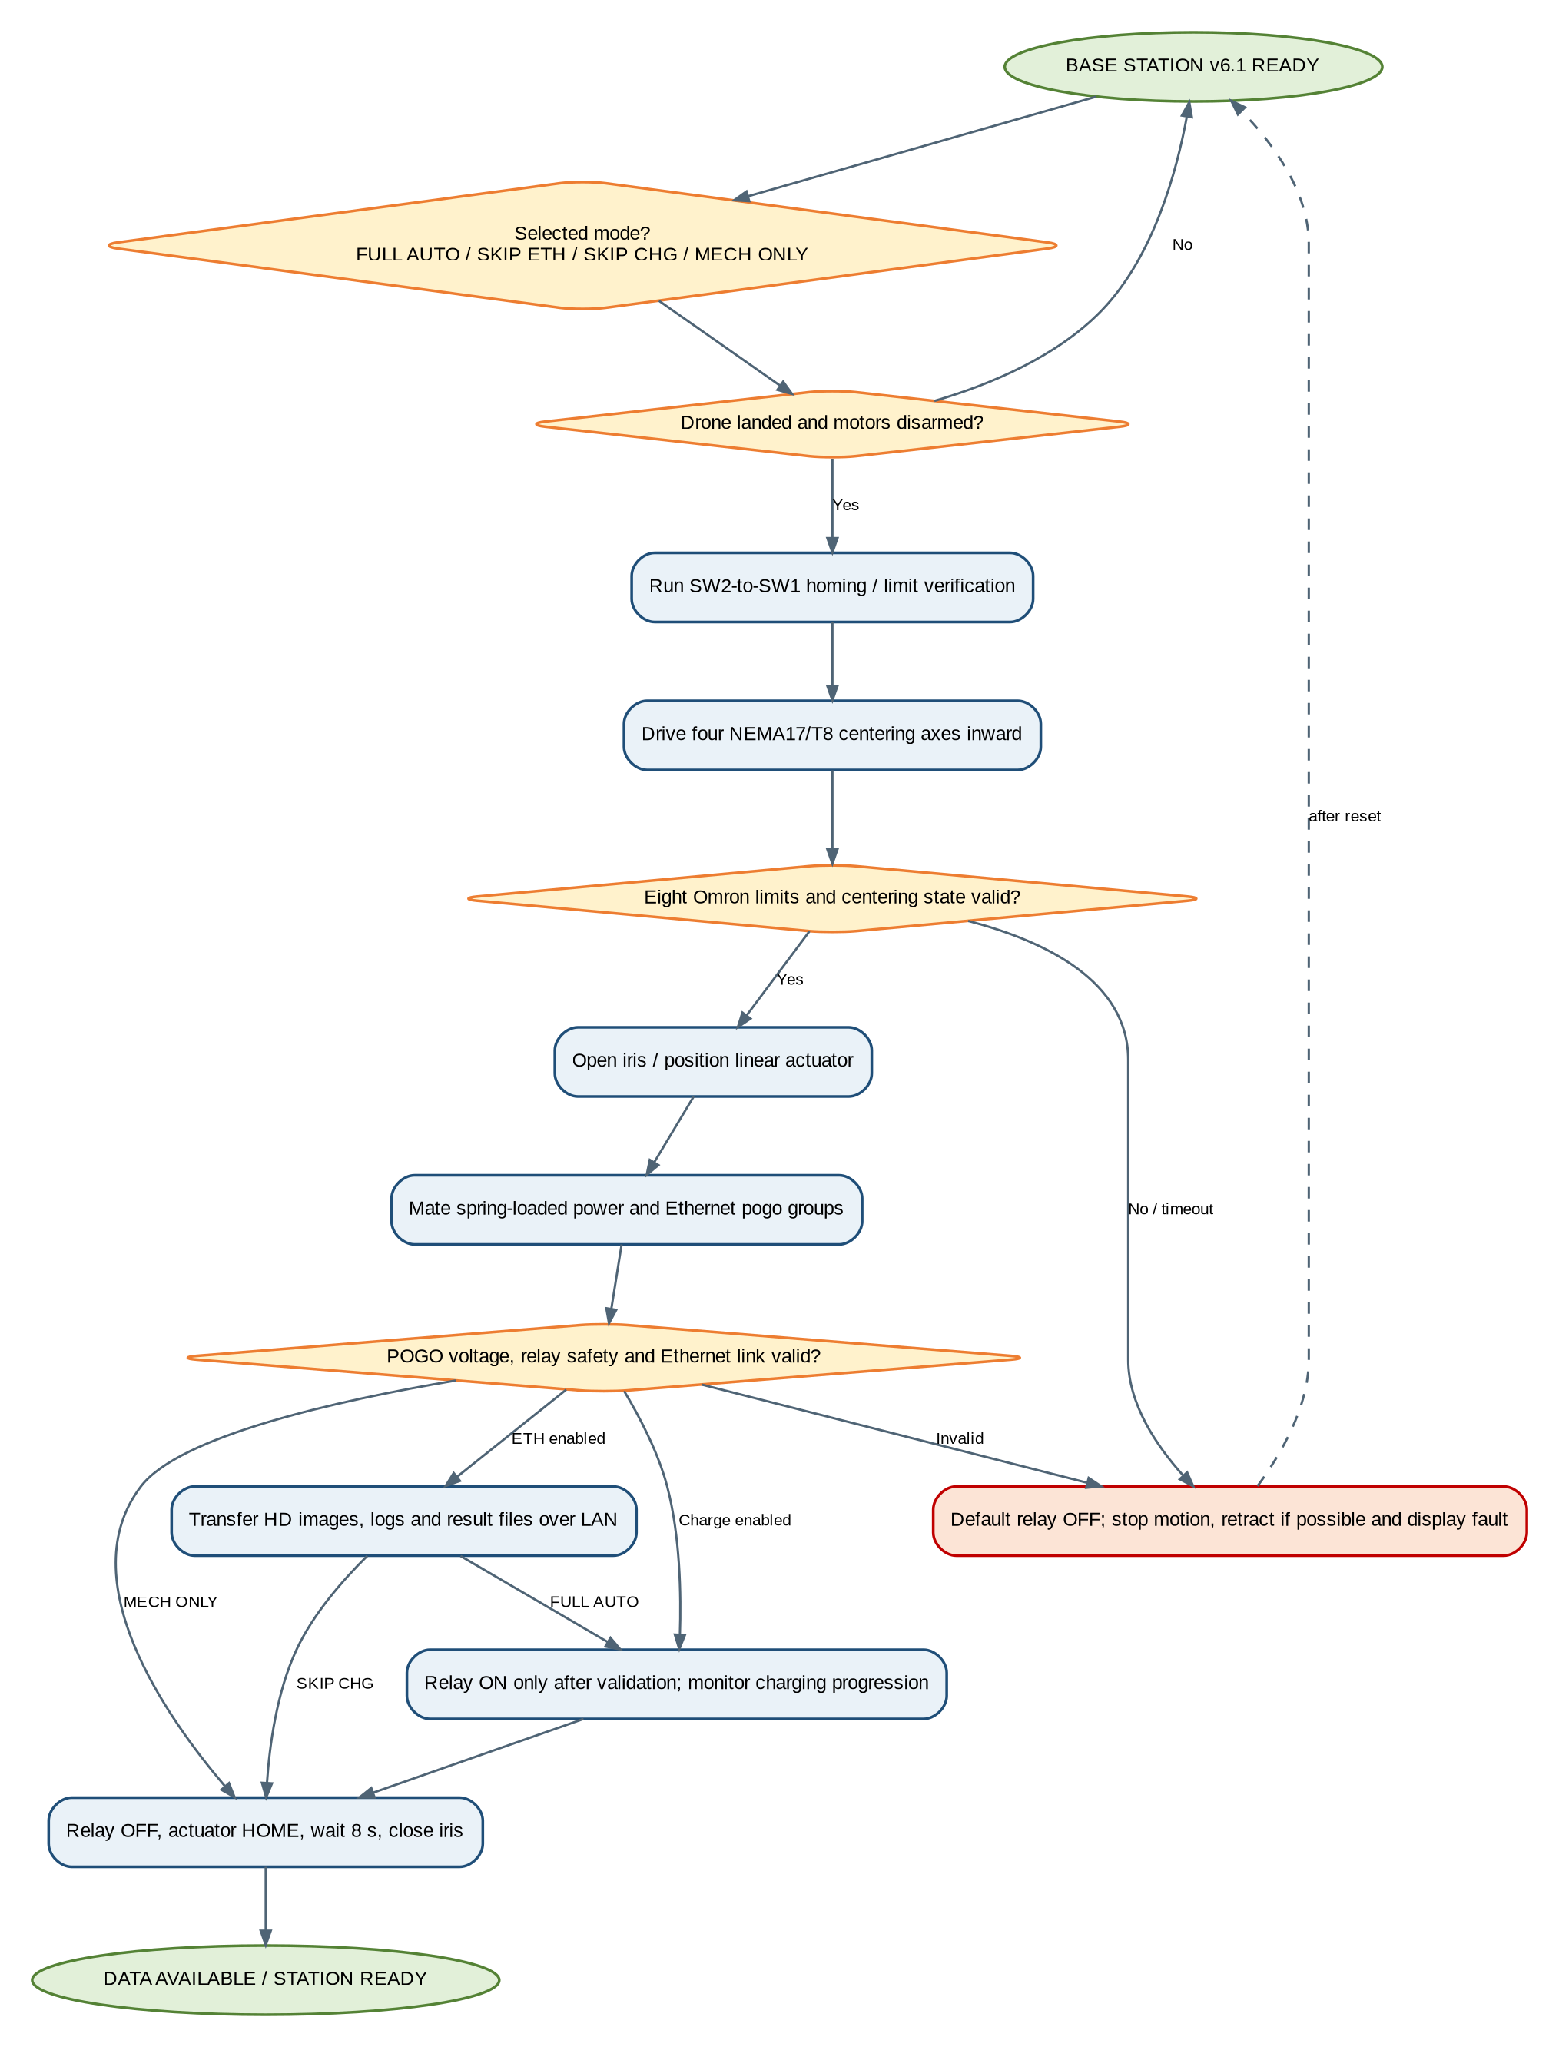 BASE STATION v6.1 READY
Selected mode?
FULL AUTO / SKIP ETH / SKIP CHG / MECH ONLY
No
Drone landed and motors disarmed?
Yes
Run SW2-to-SW1 homing / limit verification
Drive four NEMA17/T8 centering axes inward
after reset
Eight Omron limits and centering state valid?
Yes
Open iris / position linear actuator
Mate spring-loaded power and Ethernet pogo groups
No / timeout
POGO voltage, relay safety and Ethernet link valid?
ETH enabled
Invalid
Transfer HD images, logs and result files over LAN
Charge enabled
Default relay OFF; stop motion, retract if possible and display fault
MECH ONLY
FULL AUTO
SKIP CHG
Relay ON only after validation; monitor charging progression
Relay OFF, actuator HOME, wait 8 s, close iris
DATA AVAILABLE / STATION READY